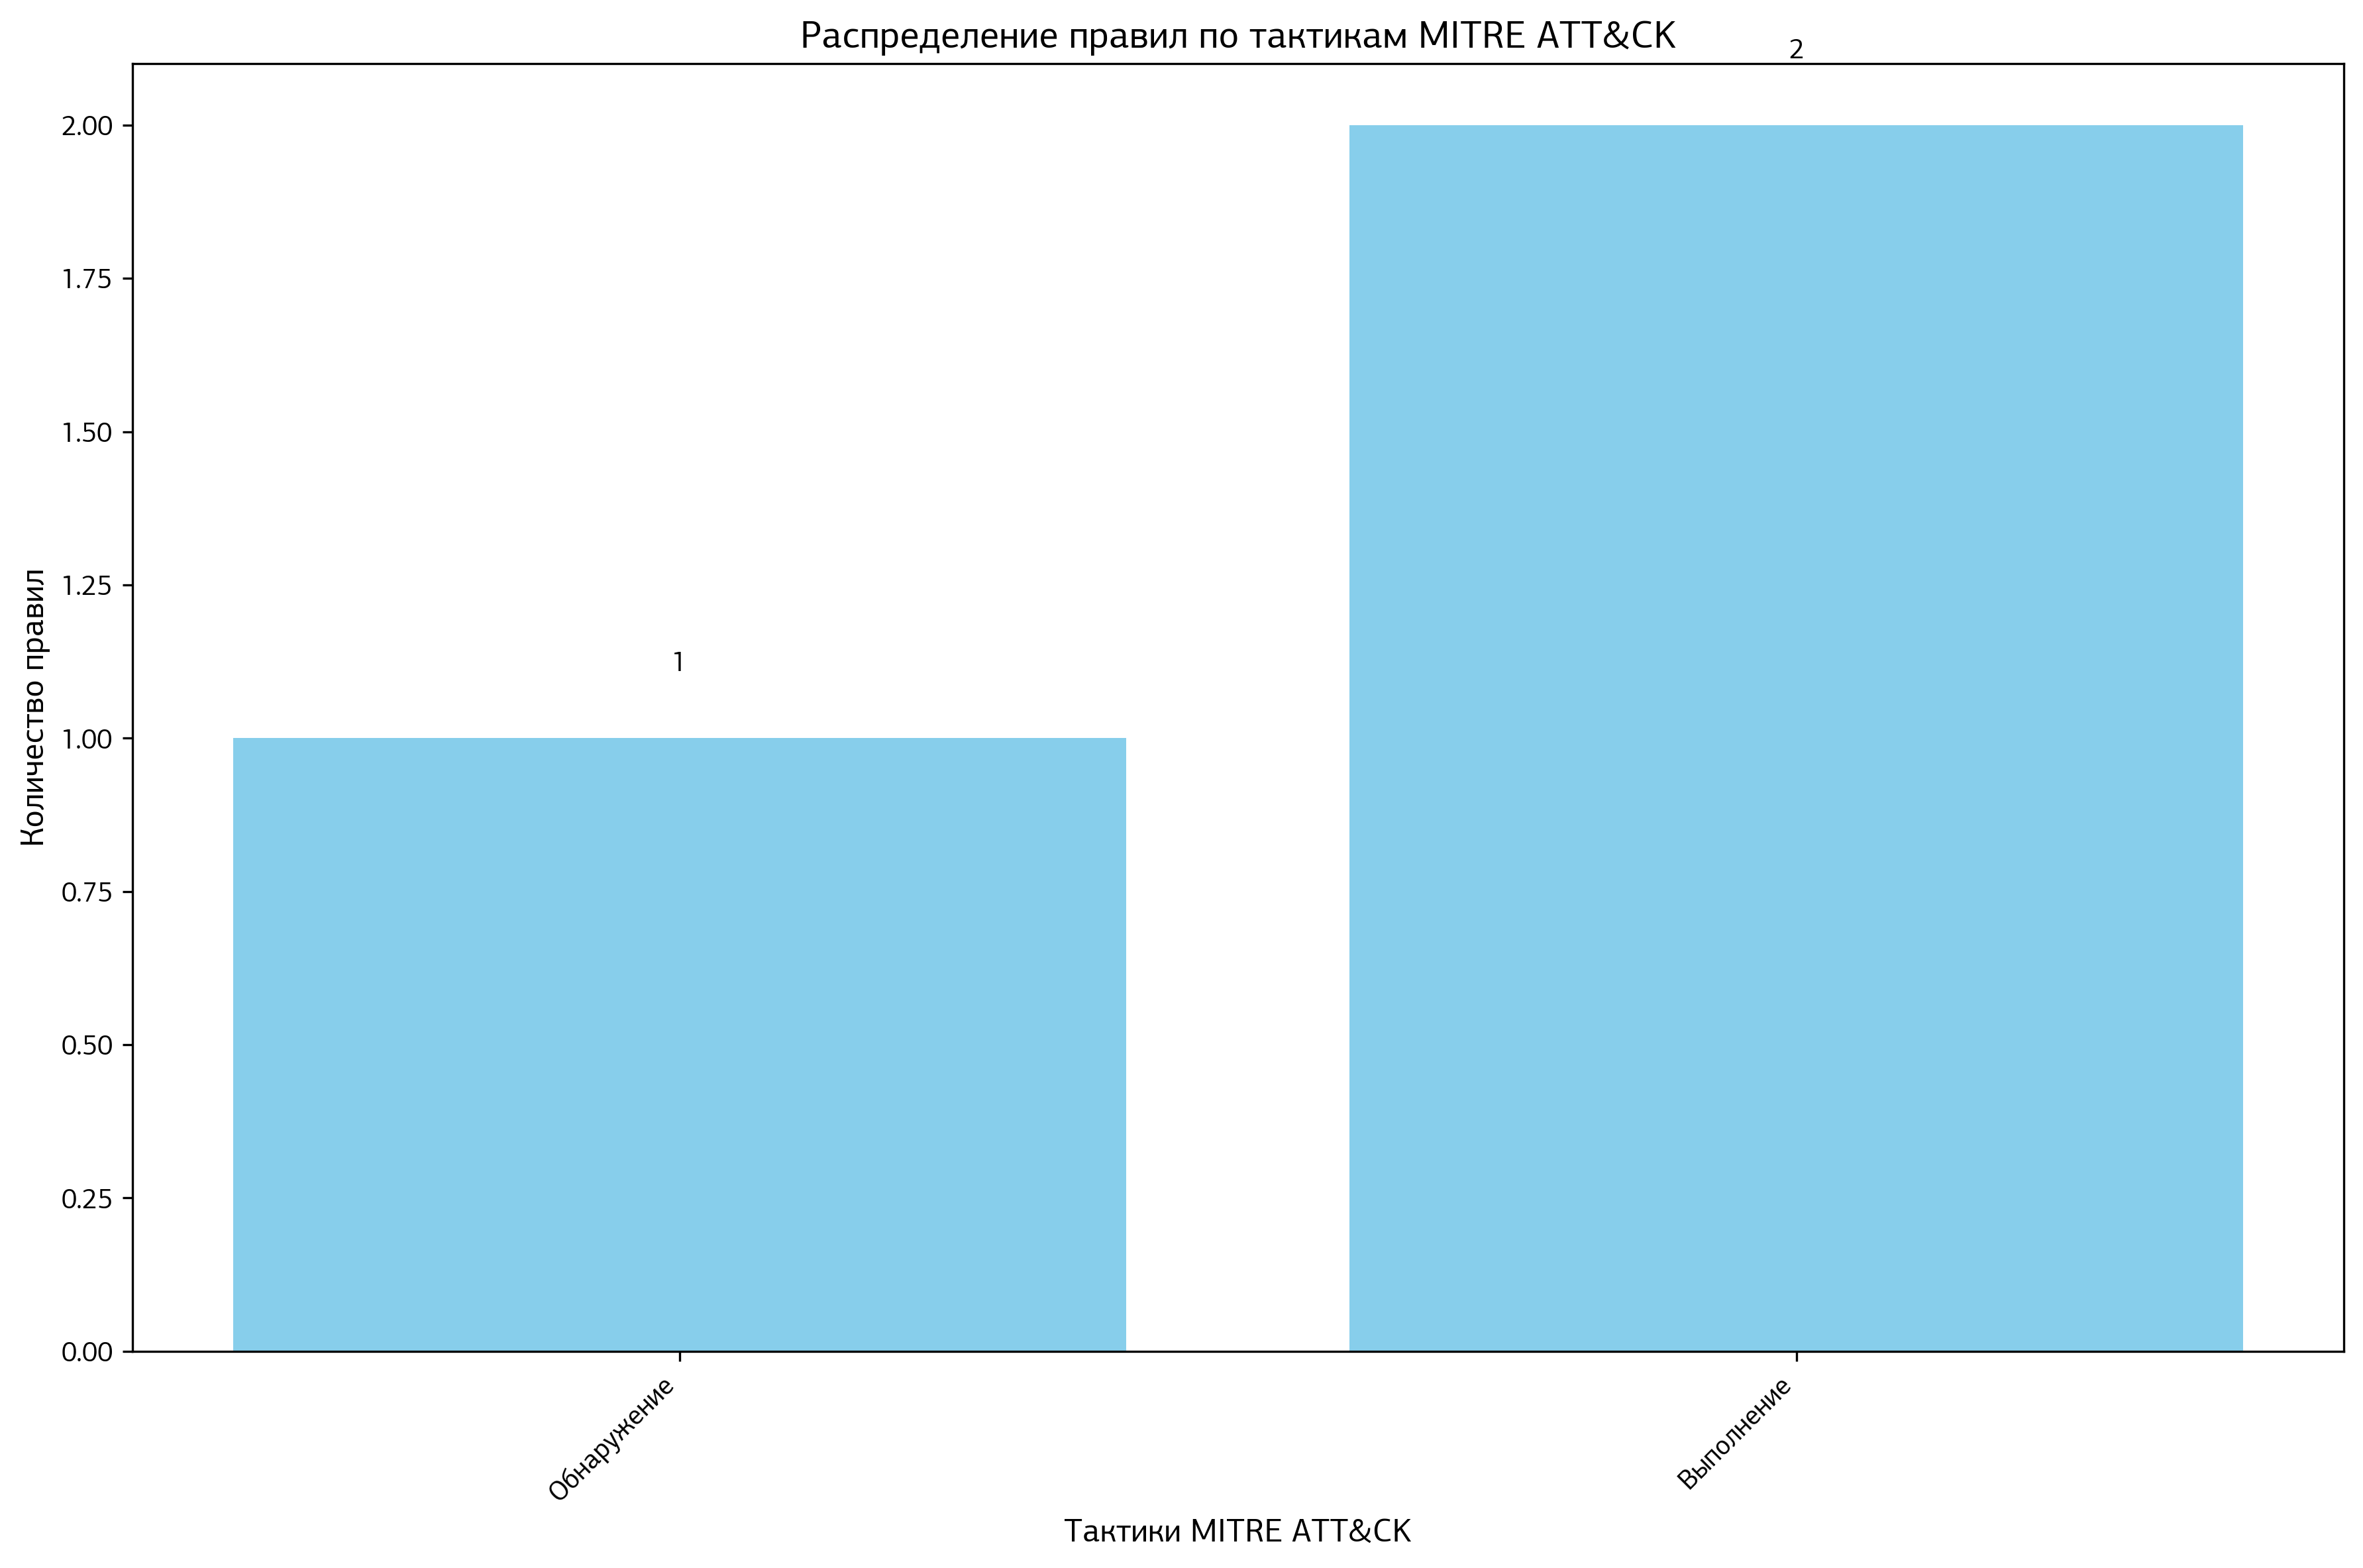 Распределение правил по тактикам MITRE ATT&CK
2
2.00
1.75
1.50
1.25
1
1.00
0.75
0.50
0.25
0.00
Количество правил
Обнаружение
Выполнение
Тактики MITRE ATT&CK